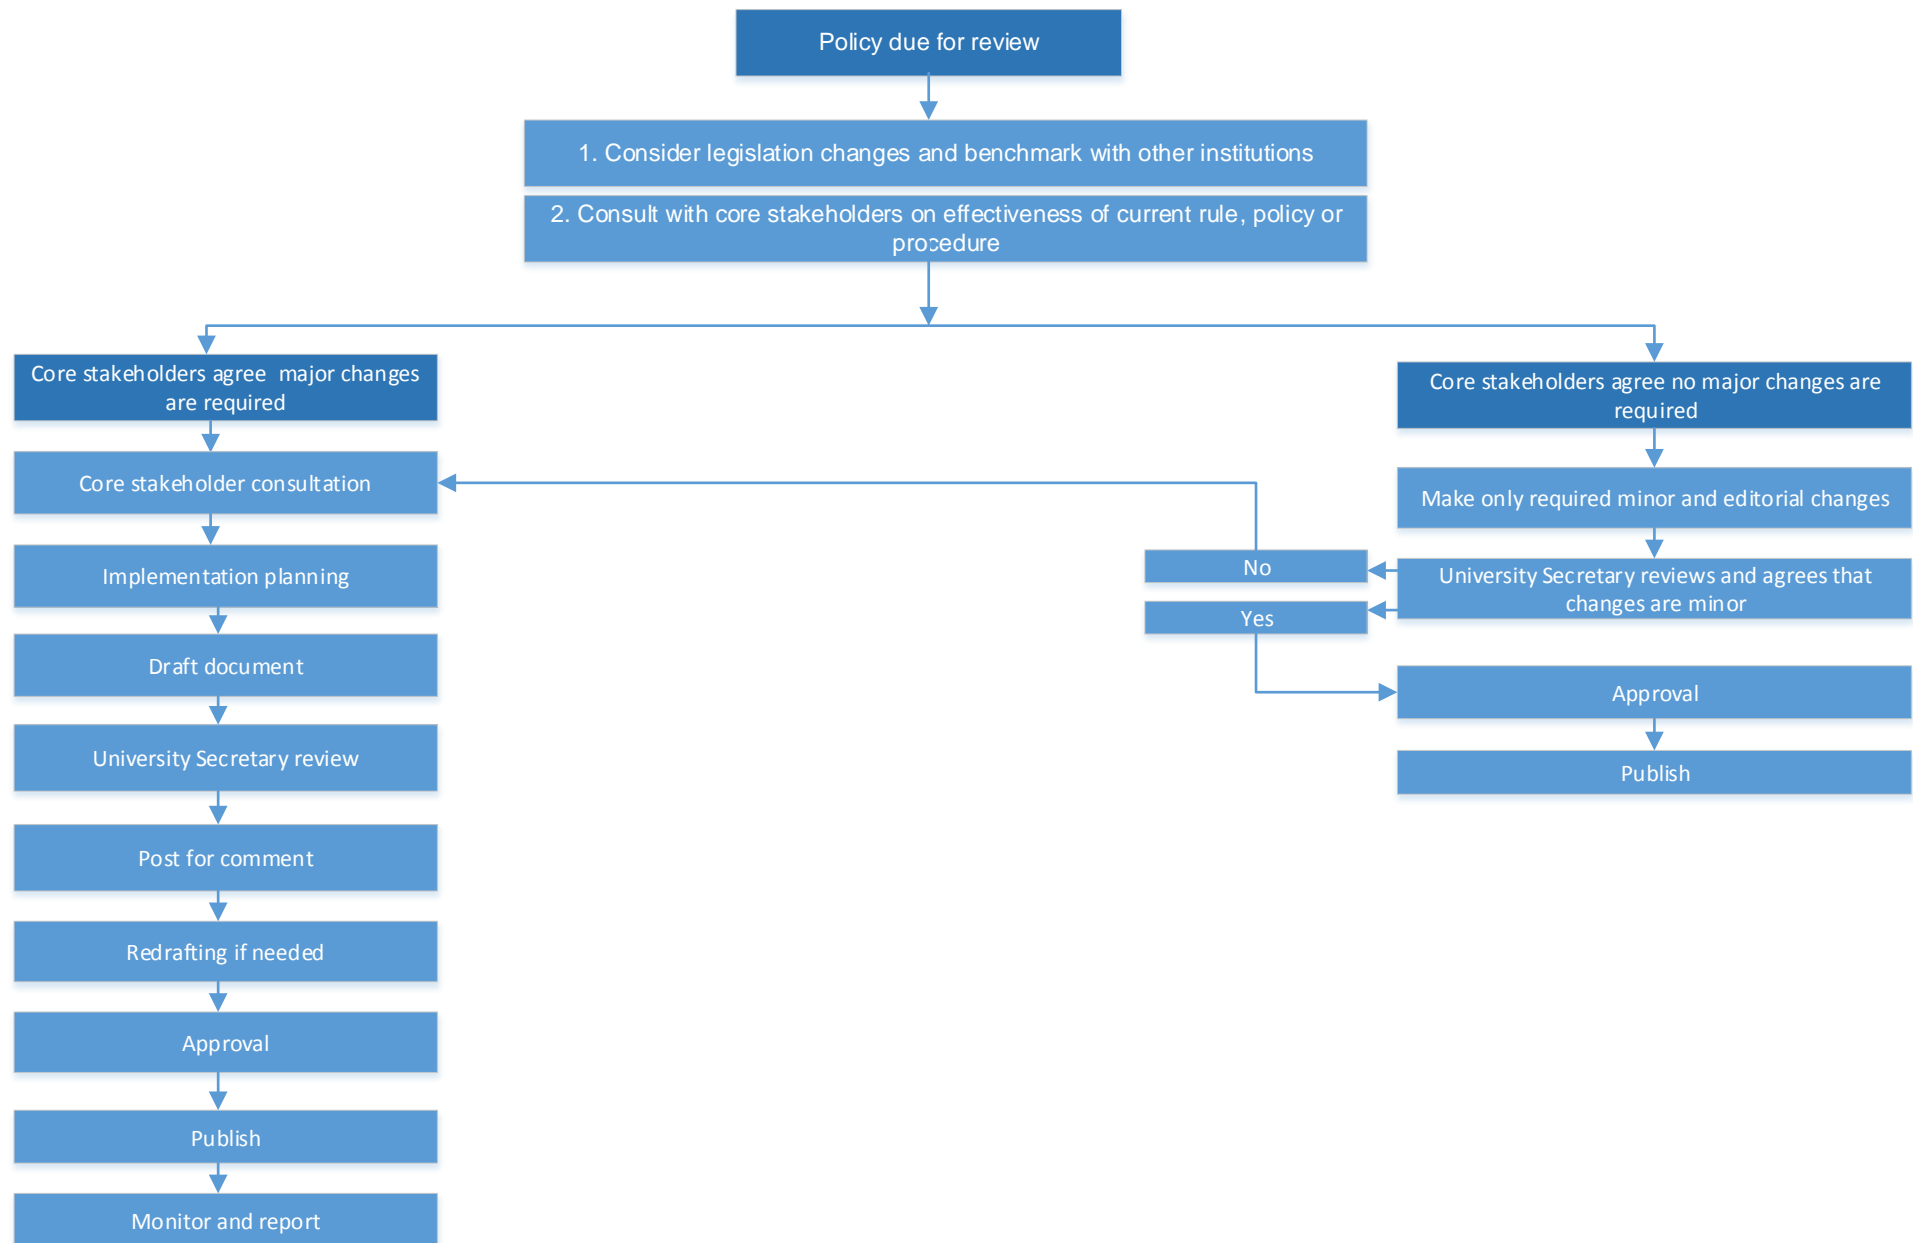 Policy due for review
1. Consider legislation changes and benchmark with other institutions
2. Consult with core stakeholders on effectiveness of current rule, policy or
procedure
Core stakeholders agree  major changes
are required
Core stakeholder consultation
Implementation planning
Draft document
University Secretary review
Post for comment
Redrafting if needed
Approval
Publish
Monitor and report
Core stakeholders agree no major changes are
required
Make only required minor and editorial changes
University Secretary reviews and agrees that
changes are minor
No
Yes
Approval
Publish